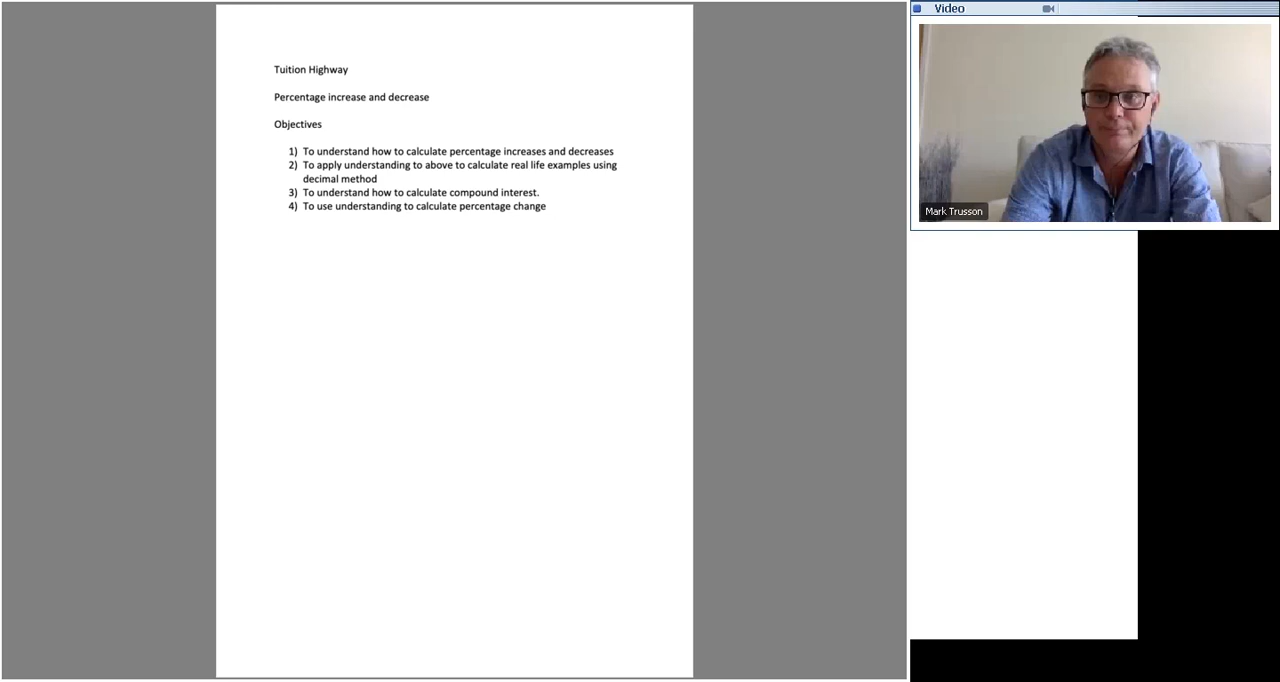 Tuition Highway
Percentage increase and decrease
Objectives
1) To understand how to calculate percentage increases and decreases
2) To apply understanding to above to calculate real life examples using
decimal method
3) To understand how to calculate compound interest.
4) To use understanding to calculate percentage change
Video
Mark Trusson